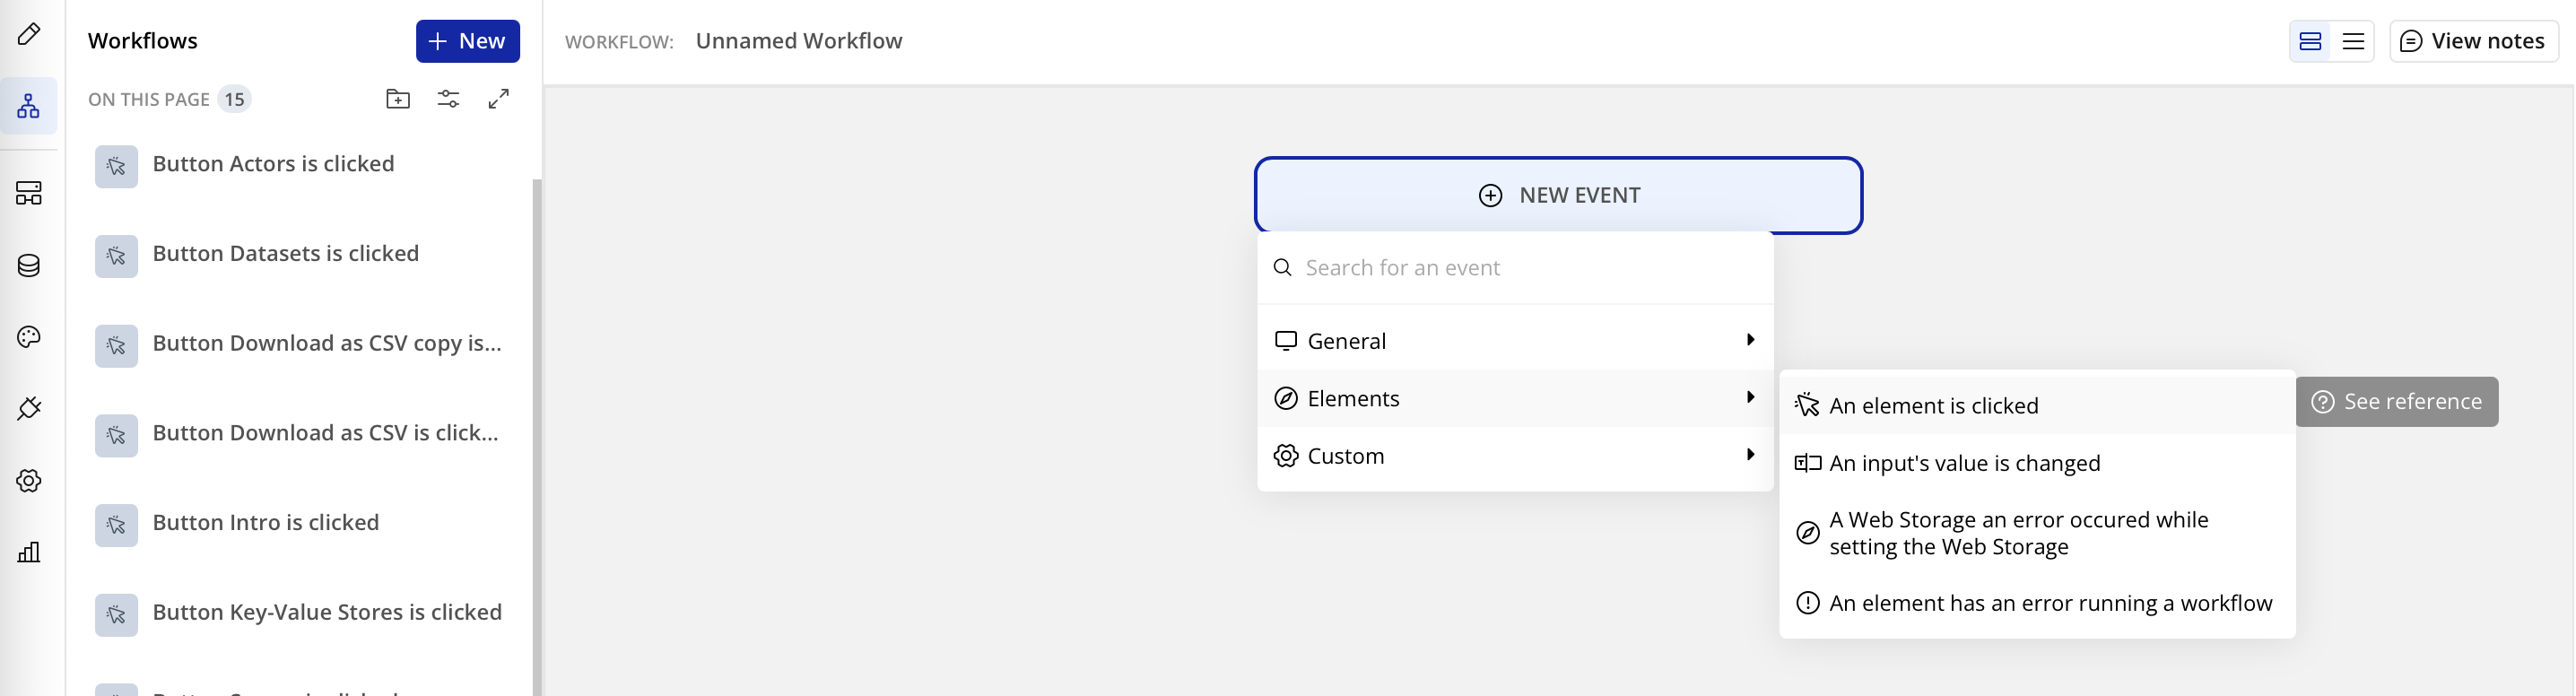 Workflows
+ New
WORKFLOW: Unnamed Workflow
View notes
ON THIS PAGE 15
Button Actors is clicked
Button Datasets is clicked
Button Download as CSV copy is...
Button Download as CSV is click...
Button Intro is clicked
Button Key-Value Stores is clicked
NEW EVENT
Search for an event
General
Elements
Custom
An element is clicked
See reference
An input's value is changed
A Web Storage an error occured while
setting the Web Storage
An element has an error running a workflow